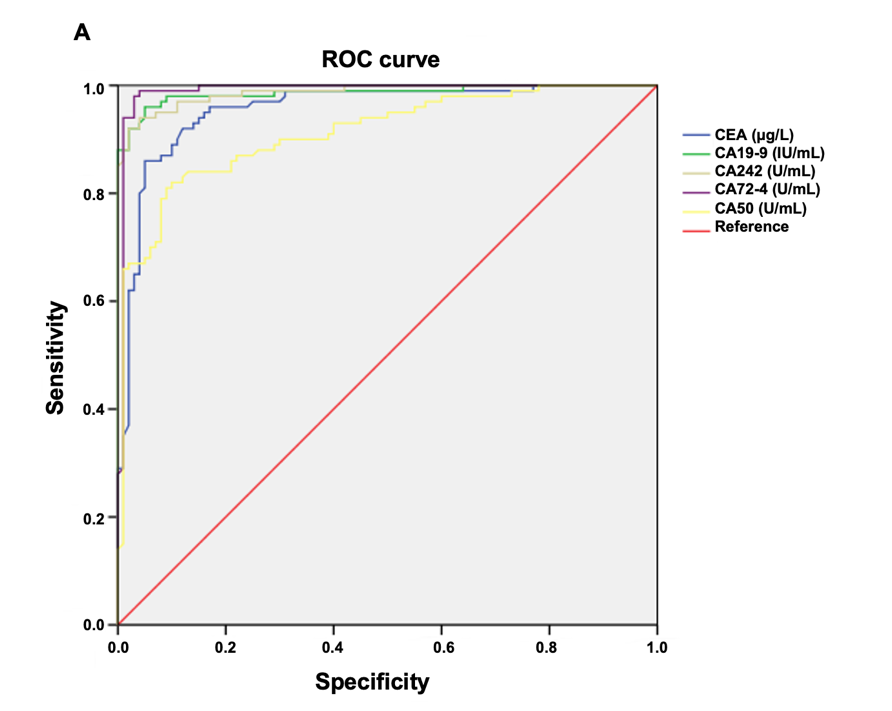 A
ROC curve
1.0
0.8
0.6
0.4
0.2
0.0
Sensitivity
0.0 0.2 0.4 0.6 0.8 1.0
Specificity
CEA (μg/L)
CA19-9 (IU/mL)
CA242 (U/mL)
CA72-4 (U/mL)
CA50 (U/mL)
Reference